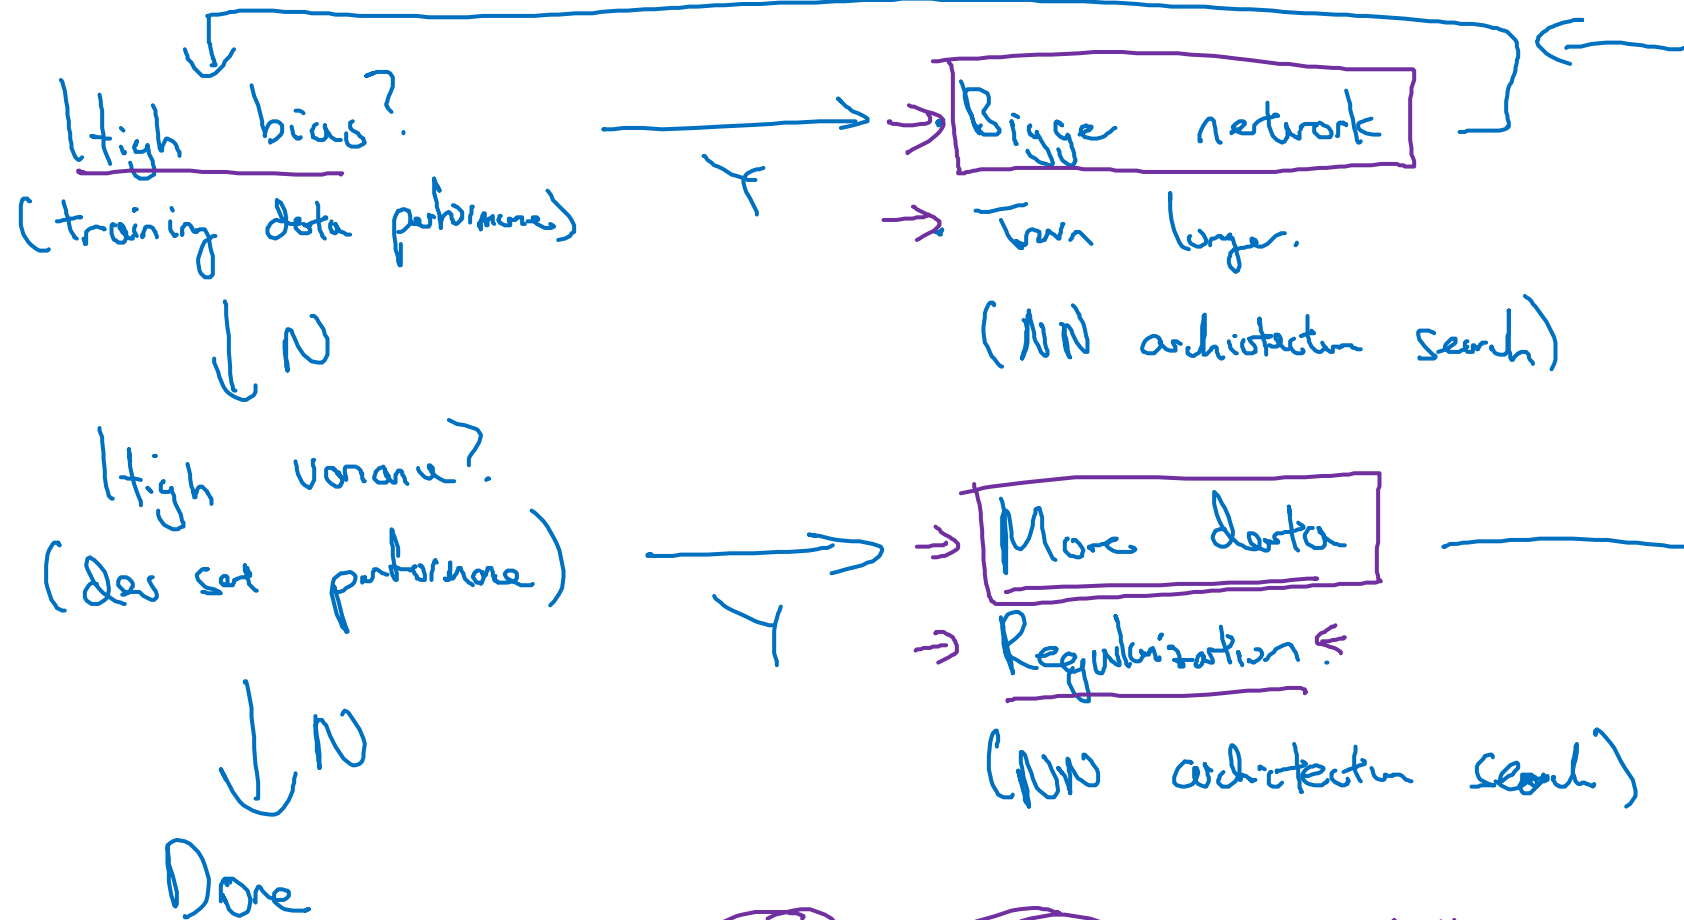 High bias? Y Bigger network
(training data performance) Train longer.
N (NN architecture search)
High variance? Y More data
(dev set performance) Regularization.
N (NN architecture search)
Done